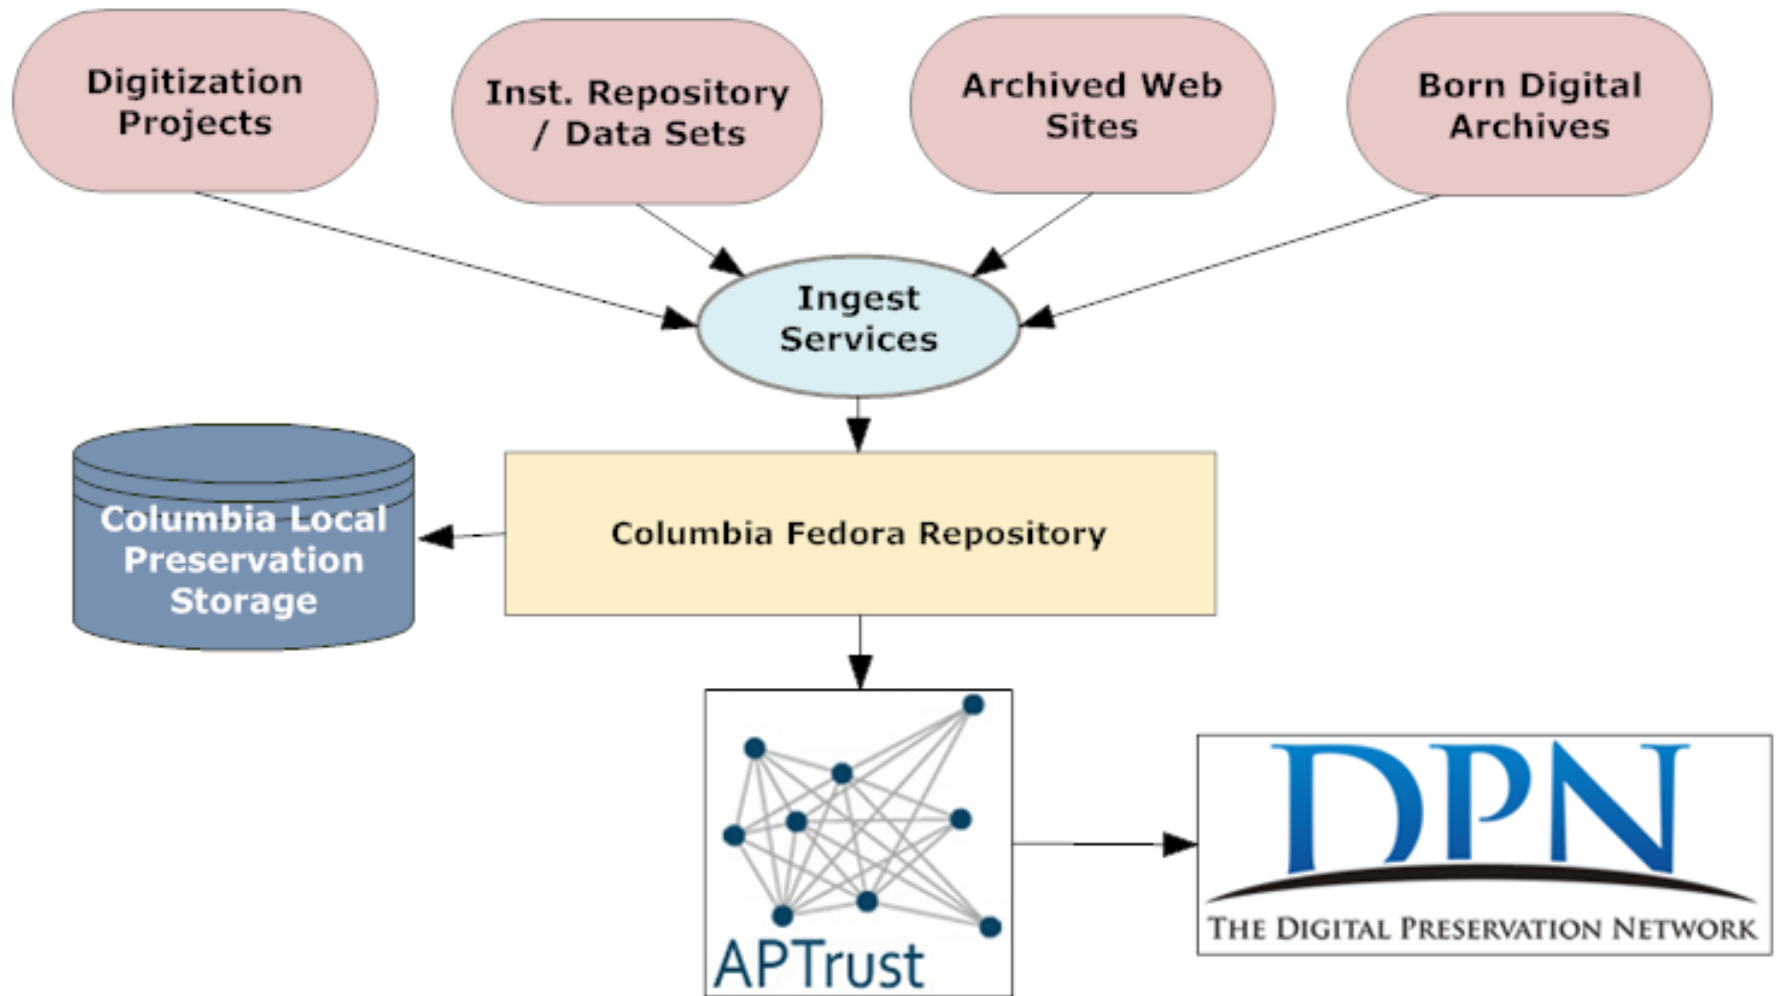 Digitization
Projects
Inst. Repository
/ Data Sets
Archived Web
Sites
Born Digital
Archives
Ingest
Services
Columbia Local
Preservation
Storage
Columbia Fedora Repository
APTrust
DPN
THE DIGITAL PRESERVATION NETWORK